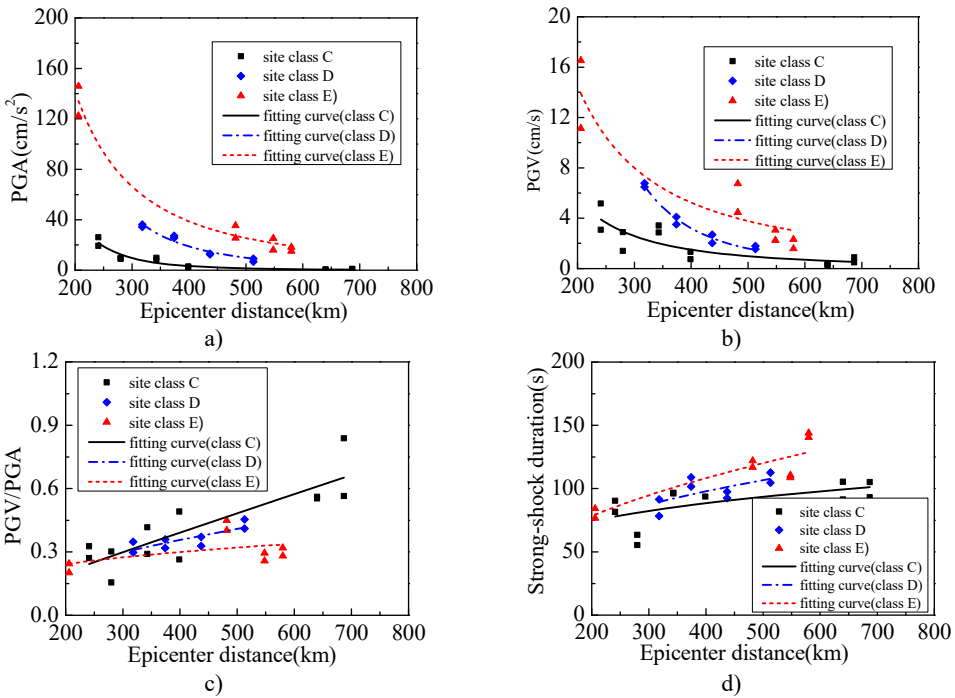 200
160
120
80
40
0
PGA(cm/s²)
site class C
site class D
site class E)
fitting curve(class C)
fitting curve(class D)
fitting curve(class E)
200 300 400 500 600 700 800
Epicenter distance(km)
a)
20
16
12
8
4
0
PGV(cm/s)
site class C
site class D
site class E)
fitting curve(class C)
fitting curve(class D)
fitting curve(class E)
200 300 400 500 600 700 800
Epicenter distance(km)
b)
1.2
0.9
0.6
0.3
0.0
PGV/PGA
site class C
site class D
site class E)
fitting curve(class C)
fitting curve(class D)
fitting curve(class E)
200 300 400 500 600 700 800
Epicenter distance(km)
c)
200
150
100
50
0
Strong-shock duration(s)
site class C
site class D
site class E)
fitting curve(class C)
fitting curve(class D)
fitting curve(class E)
200 300 400 500 600 700 800
Epicenter distance(km)
d)